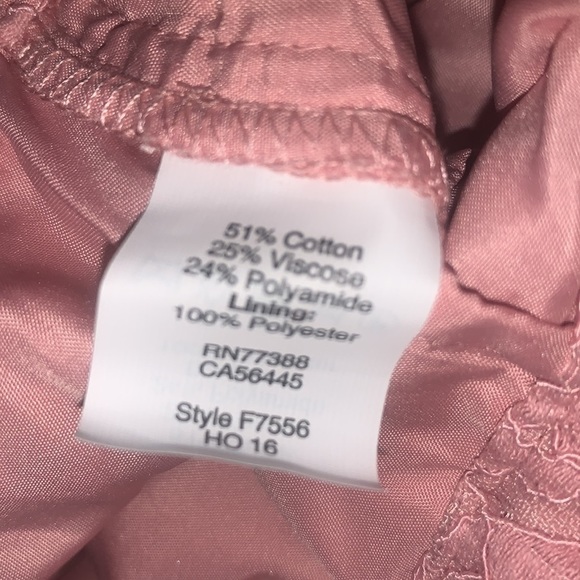 51% Cotton
25% Viscose
24% Polyamide
Lining:
100% Polyester
RN77388
CA56445
Style F7556
HO 16